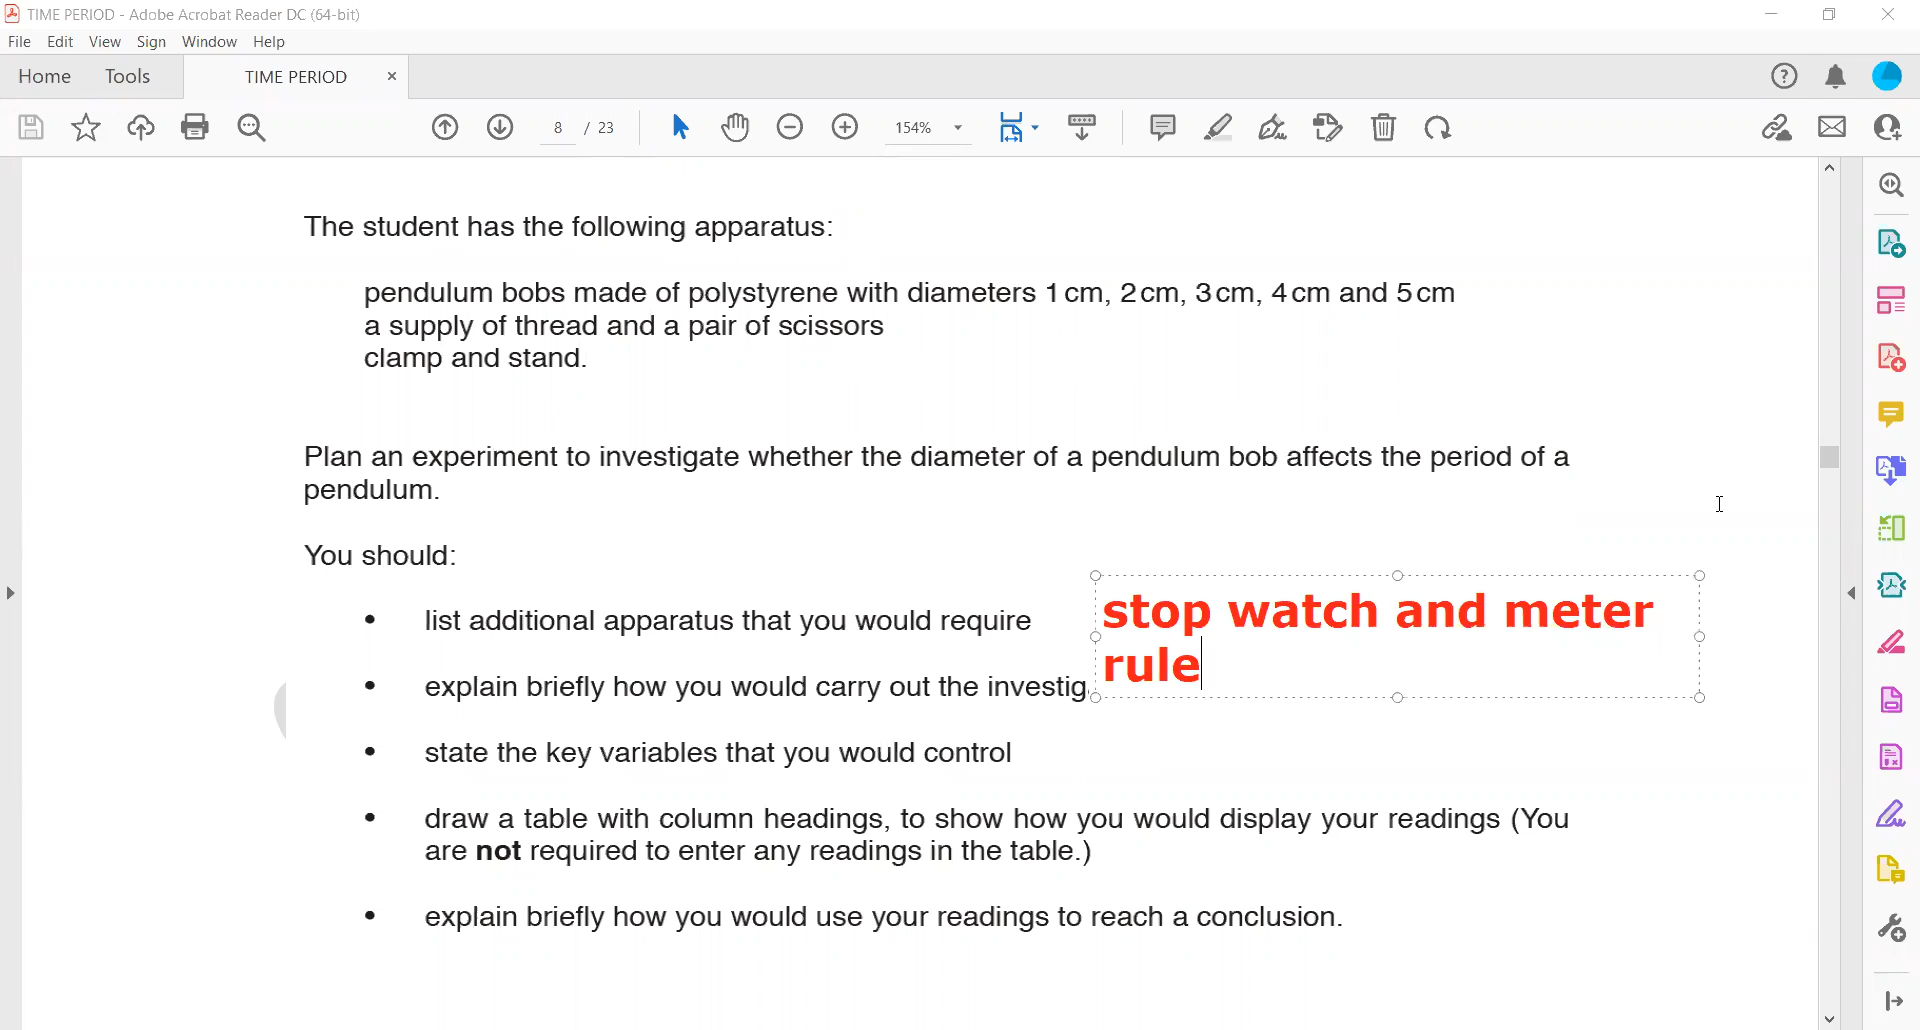 TIME PERIOD - Adobe Acrobat Reader DC (64-bit)
File Edit View Sign Window Help
Home Tools TIME PERIOD
8 / 23 154%
The student has the following apparatus:
pendulum bobs made of polystyrene with diameters 1 cm, 2 cm, 3 cm, 4 cm and 5 cm
a supply of thread and a pair of scissors
clamp and stand.
Plan an experiment to investigate whether the diameter of a pendulum bob affects the period of a
pendulum.
You should:
• list additional apparatus that you would require
stop watch and meter
rule
• explain briefly how you would carry out the investig
• state the key variables that you would control
• draw a table with column headings, to show how you would display your readings (You
are not required to enter any readings in the table.)
• explain briefly how you would use your readings to reach a conclusion.